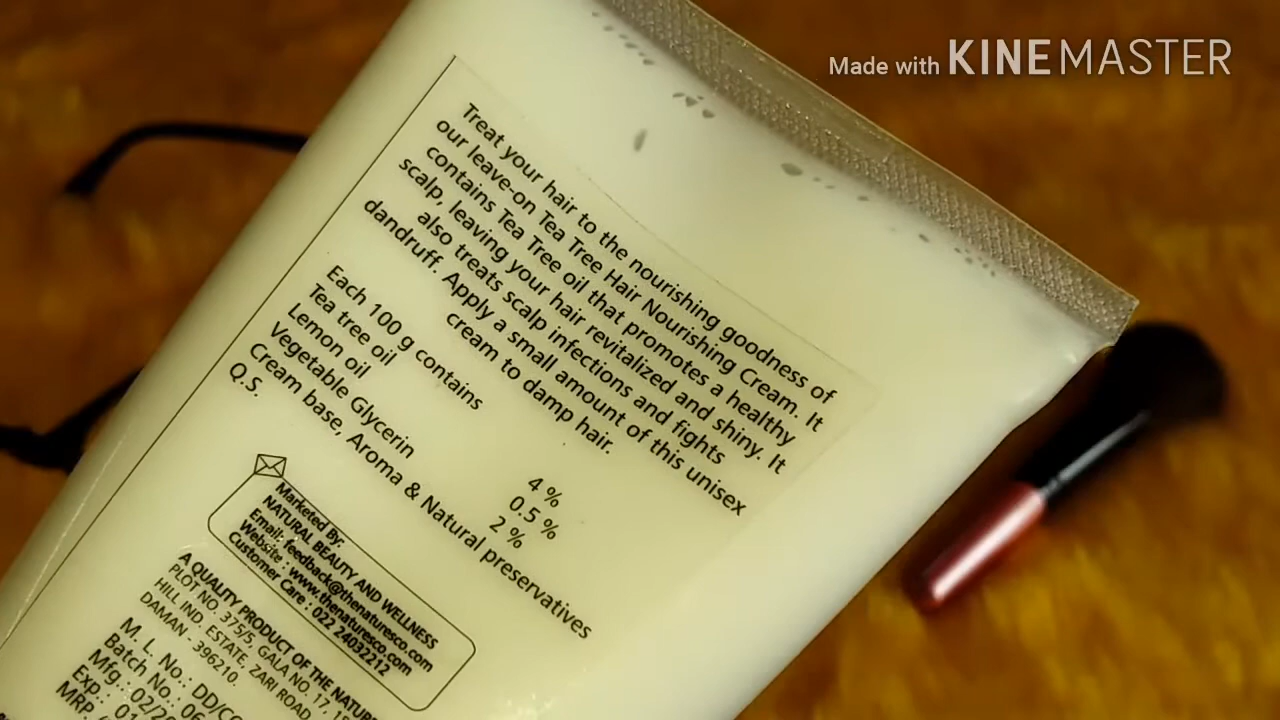 Made with KINEMASTER
Treat your hair to the nourishing goodness of
our leave-on Tea Tree Hair Nourishing Cream. It
contains Tea Tree oil that promotes a healthy
scalp, leaving your hair revitalized and shiny. It
also treats scalp infections and fights
dandruff. Apply a small amount of this unisex
cream to damp hair.
Each 100 g contains
Tea tree oil 4 %
Lemon oil 0.5 %
Vegetable Glycerin 2 %
Cream base, Aroma & Natural preservatives
Q.S.
Marketed By:
NATURAL BEAUTY AND WELLNESS
Email: feedback@thenaturesco.com
Website : www.thenaturesco.com
Customer Care : 022 24032212
A QUALITY PRODUCT OF THE
PLOT NO. 375/5, GALA NO. 17,
HILL IND. ESTATE, ZARI ROAD
DAMAN - 396210.
M. L. No.: DD/
Batch No.: 06
Mfg.: 02/
Exp.: 01
MRP.